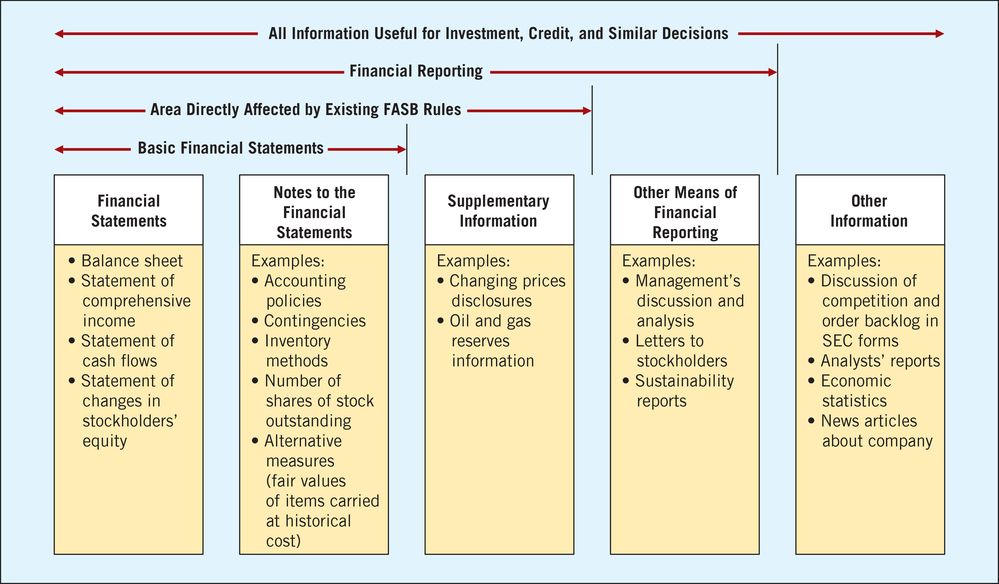 All Information Useful for Investment, Credit, and Similar Decisions
Financial Reporting
Area Directly Affected by Existing FASB Rules
Basic Financial Statements
Financial
Statements
• Balance sheet
• Statement of
comprehensive
income
• Statement of
cash flows
• Statement of
changes in
stockholders’
equity
Notes to the
Financial
Statements
Examples:
• Accounting
policies
• Contingencies
• Inventory
methods
• Number of
shares of stock
outstanding
• Alternative
measures
(fair values
of items carried
at historical
cost)
Supplementary
Information
Examples:
• Changing prices
disclosures
• Oil and gas
reserves
information
Other Means of
Financial
Reporting
Examples:
• Management’s
discussion and
analysis
• Letters to
stockholders
• Sustainability
reports
Other
Information
Examples:
• Discussion of
competition and
order backlog in
SEC forms
• Analysts’ reports
• Economic
statistics
• News articles
about company